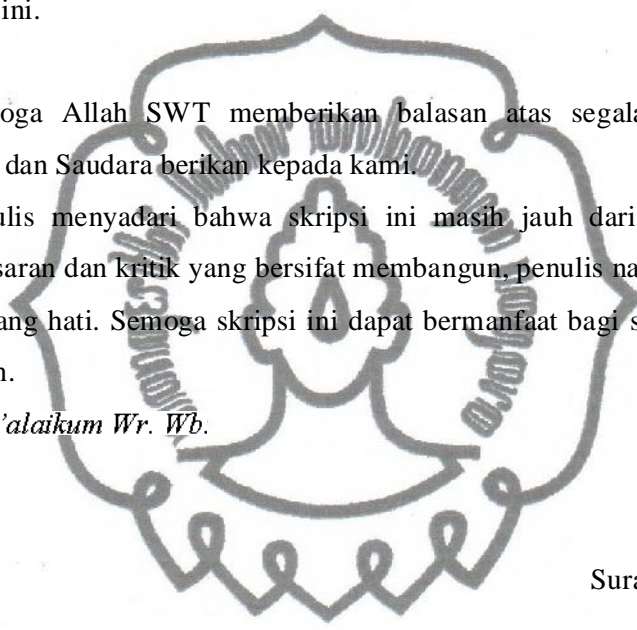 ini.
oga Allah SWT memberikan balasan atas segala
dan Saudara berikan kepada kami.
ulis menyadari bahwa skripsi ini masih jauh dari
saran dan kritik yang bersifat membangun, penulis na
ang hati. Semoga skripsi ini dapat bermanfaat bagi s
n.
'alaikum Wr. Wb.
Sura